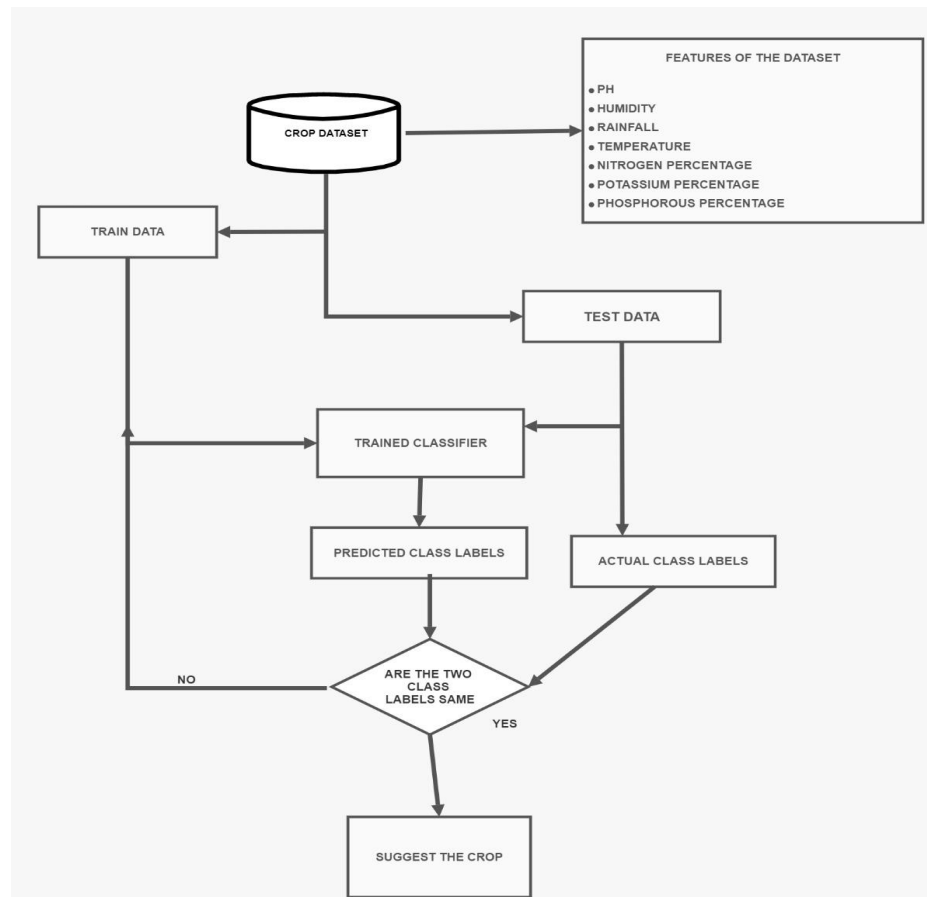 FEATURES OF THE DATASET
PH
HUMIDITY
RAINFALL
TEMPERATURE
NITROGEN PERCENTAGE
POTASSIUM PERCENTAGE
PHOSPHOROUS PERCENTAGE
CROP DATASET
TRAIN DATA
TEST DATA
TRAINED CLASSIFIER
PREDICTED CLASS LABELS
ACTUAL CLASS LABELS
ARE THE TWO
CLASS
LABELS SAME
NO
YES
SUGGEST THE CROP